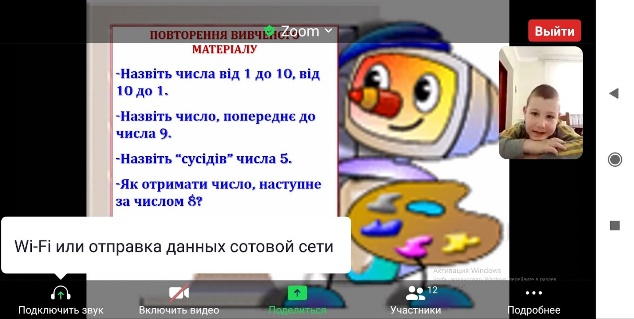 Zoom
Выйти
ПОВТОРЕННЯ ВИВЧЕНОГО
МАТЕРІАЛУ
-Назвіть числа від 1 до 10, від
10 до 1.
-Назвіть число, попереднє до
числа 9.
-Назвіть “сусідів” числа 5.
-Як отримати число, наступне
за числом 8?
Wi-Fi или отправка данных сотовой сети
Активация Windows
Подключить звук
Включить видео
Поделиться
12
Участники
Подробнее